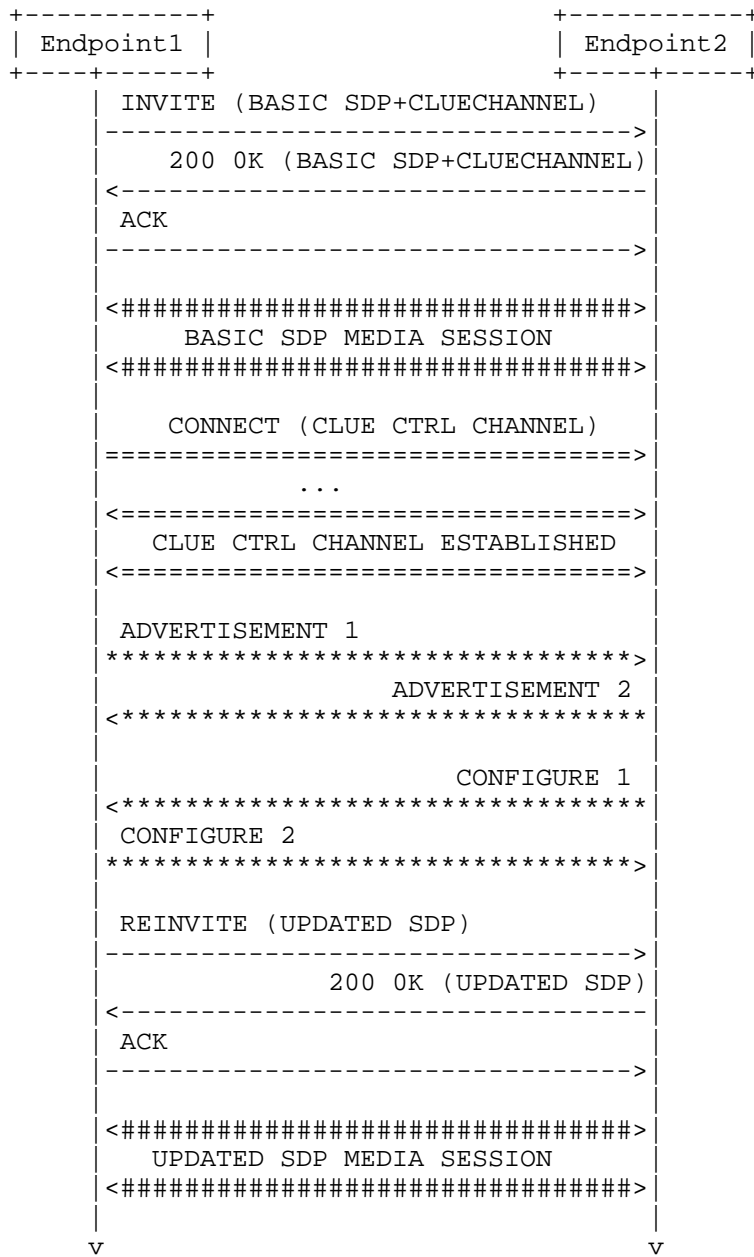 Endpoint1 Endpoint2
INVITE (BASIC SDP+CLUECHANNEL)
200 0K (BASIC SDP+CLUECHANNEL)
ACK
BASIC SDP MEDIA SESSION
CONNECT (CLUE CTRL CHANNEL)
...
CLUE CTRL CHANNEL ESTABLISHED
ADVERTISEMENT 1
ADVERTISEMENT 2
CONFIGURE 1
CONFIGURE 2
REINVITE (UPDATED SDP)
200 0K (UPDATED SDP)
ACK
UPDATED SDP MEDIA SESSION
V V